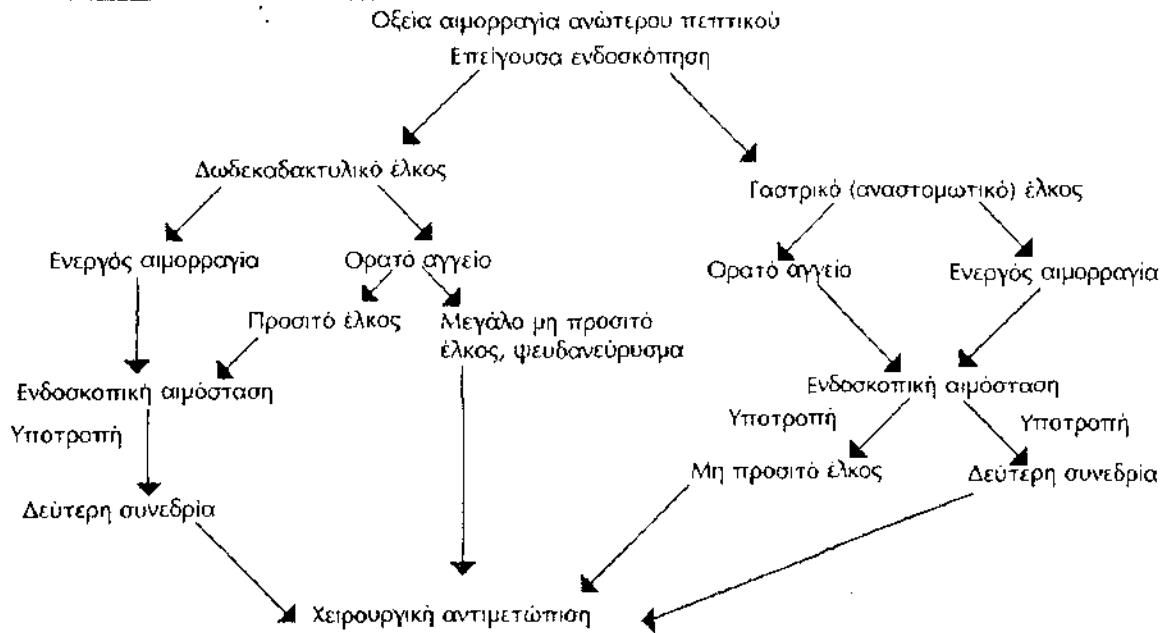 Οξεία αιμορραγία ανώτερου πεπτικού
Επείγουσα ενδοσκόπηση
Δωδεκαδακτυλικό έλκος
Γαστρικό (αναστομωτικό) έλκος
Ενεργός αιμορραγία
Ορατό αγγείο
Ορατό αγγείο
Ενεργός αιμορραγία
Προσιτό έλκος
Μεγάλο μη προσιτό
έλκος, ψευδανεύρυσμα
Ενδοσκοπική αιμόσταση
Ενδοσκοπική αιμόσταση
Υποτροπή
Υποτροπή
Υποτροπή
Μη προσιτό έλκος
Δεύτερη συνεδρία
Δεύτερη συνεδρία
Χειρουργική αντιμετώπιση